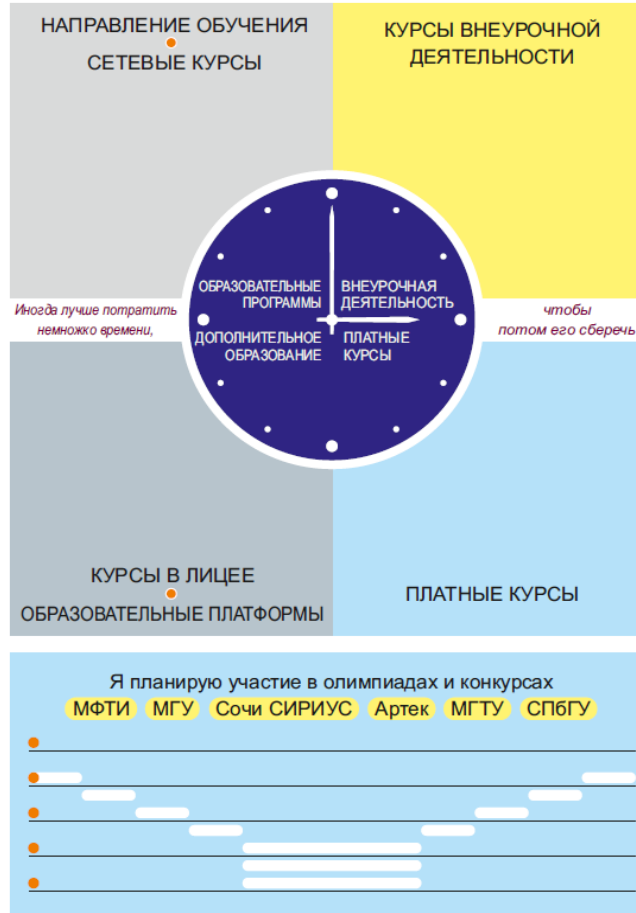 НАПРАВЛЕНИЕ ОБУЧЕНИЯ
СЕТЕВЫЕ КУРСЫ
КУРСЫ ВНЕУРОЧНОЙ
ДЕЯТЕЛЬНОСТИ
ОБРАЗОВАТЕЛЬНЫЕ
ПРОГРАММЫ
ВНЕУРОЧНАЯ
ДЕЯТЕЛЬНОСТЬ
Иногда лучше потратить
немножко времени,
чтобы
потом его сберечь
ДОПОЛНИТЕЛЬНОЕ
ОБРАЗОВАНИЕ
ПЛАТНЫЕ
КУРСЫ
КУРСЫ В ЛИЦЕЕ
ОБРАЗОВАТЕЛЬНЫЕ ПЛАТФОРМЫ
ПЛАТНЫЕ КУРСЫ
Я планирую участие в олимпиадах и конкурсах
МФТИ МГУ Сочи СИРИУС Артек МГТУ СПбГУ